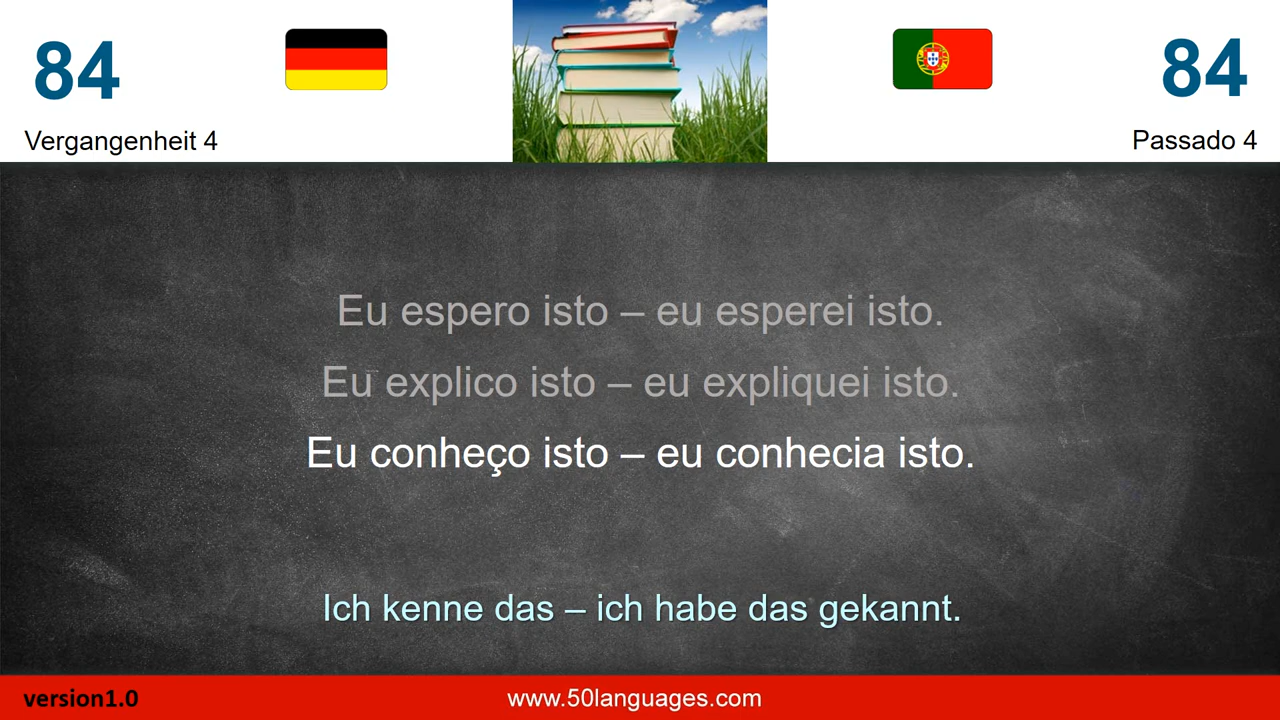 84
84
Vergangenheit 4
Passado 4
Eu espero isto – eu esperei isto.
Eu explico isto – eu expliquei isto.
Eu conheço isto – eu conhecia isto.
Ich kenne das – ich habe das gekannt.
version1.0
www.50languages.com